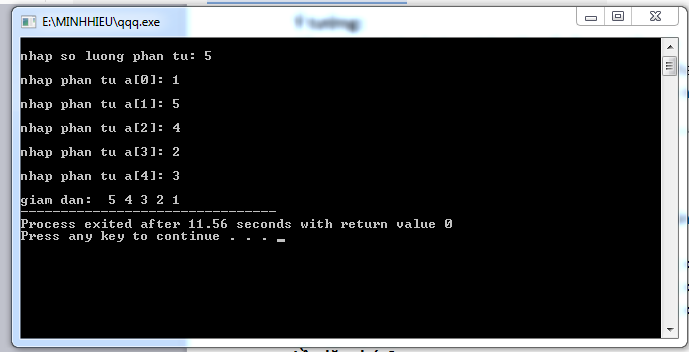 E:\MINHHIEU\qqq.exe
nhap so luong phan tu: 5
nhap phan tu a[0]: 1
nhap phan tu a[1]: 5
nhap phan tu a[2]: 4
nhap phan tu a[3]: 2
nhap phan tu a[4]: 3
giam dan:  5 4 3 2 1
--------------------------------
Process exited after 11.56 seconds with return value 0
Press any key to continue . . .